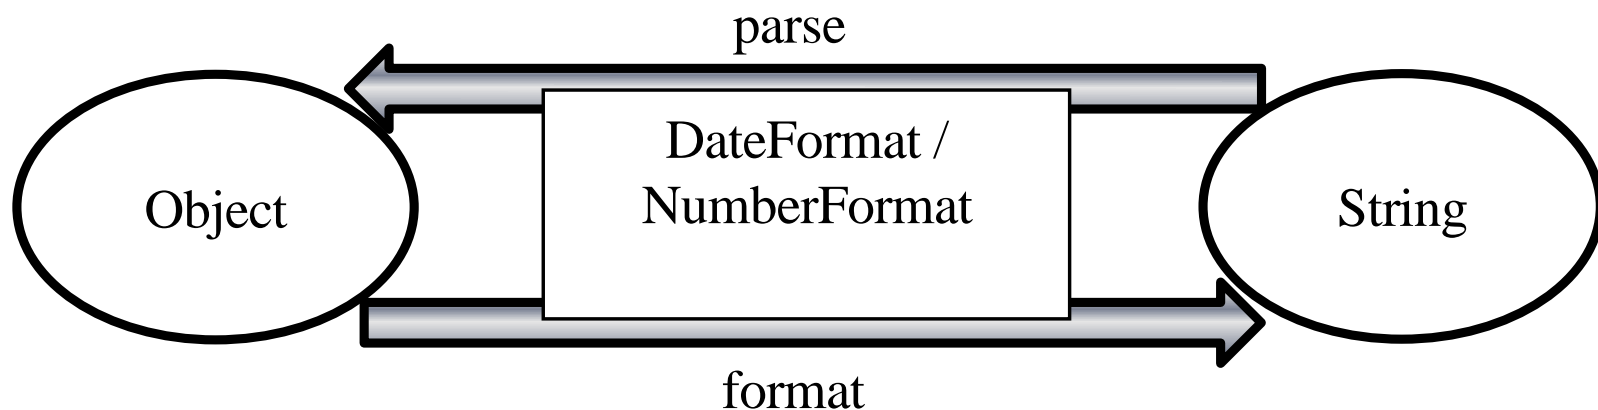 parse
DateFormat /
NumberFormat
Object
String
format